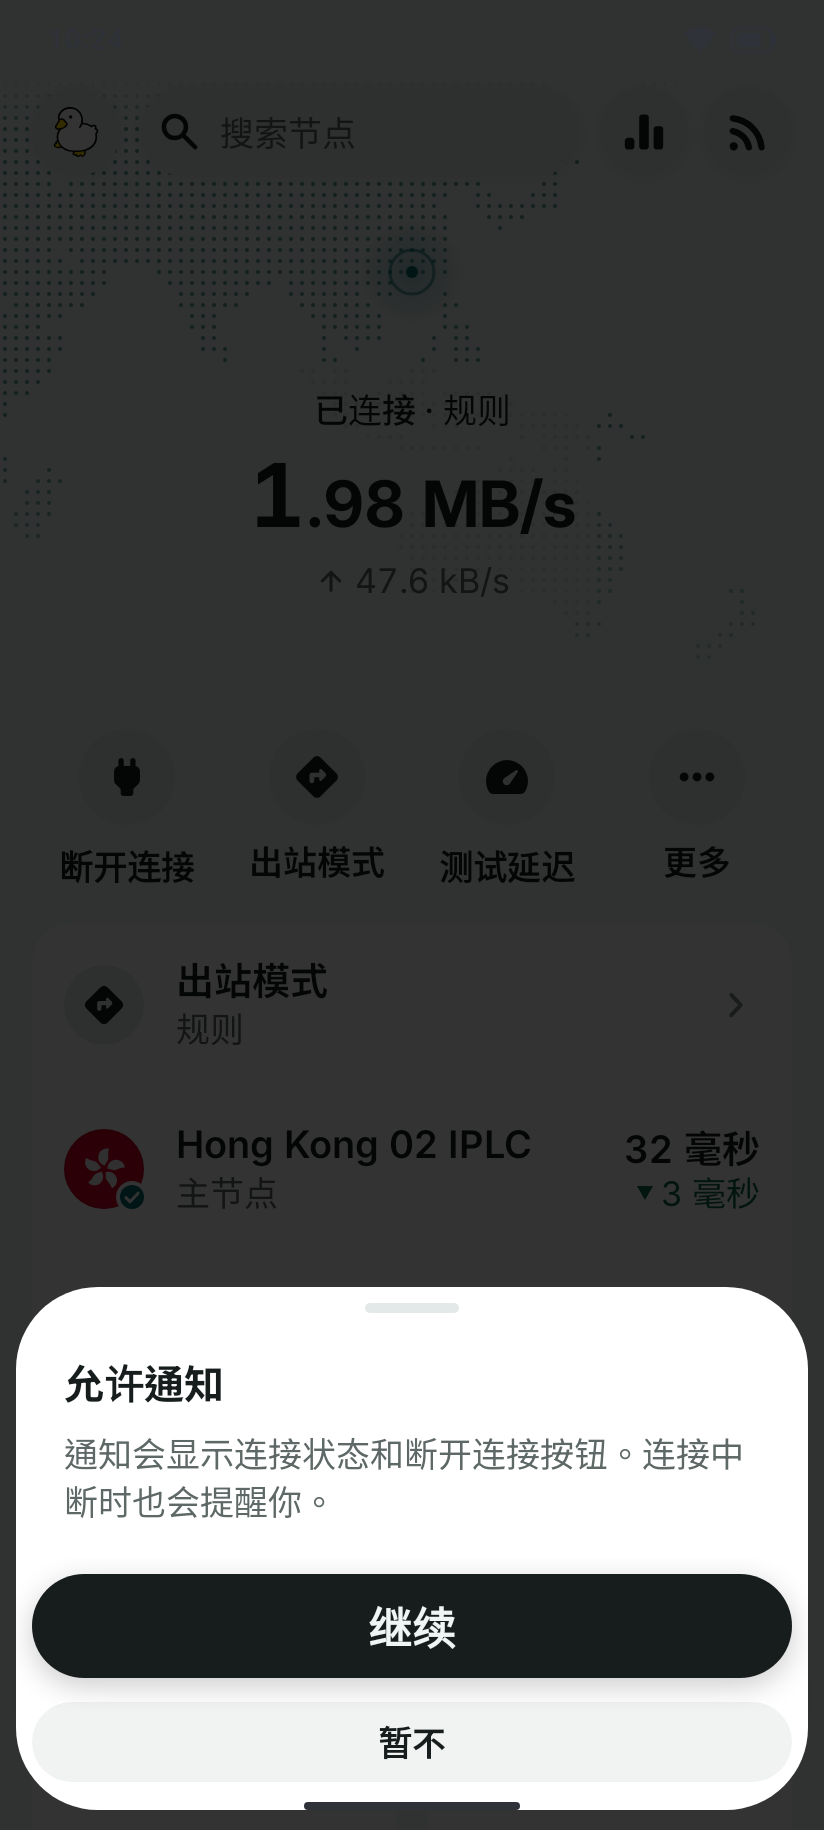 搜索节点
已连接 · 规则
1.98 MB/s
↑ 47.6 kB/s
断开连接
出站模式
测试延迟
更多
出站模式
规则
Hong Kong 02 IPLC
32 毫秒
主节点
▼3 毫秒
允许通知
通知会显示连接状态和断开连接按钮。连接中
断时也会提醒你。
继续
暂不